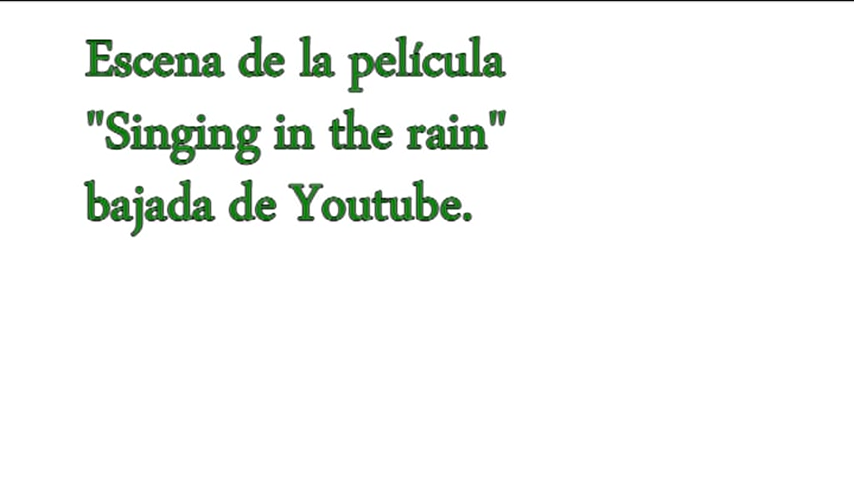 Escena de la película
"Singing in the rain"
bajada de Youtube.